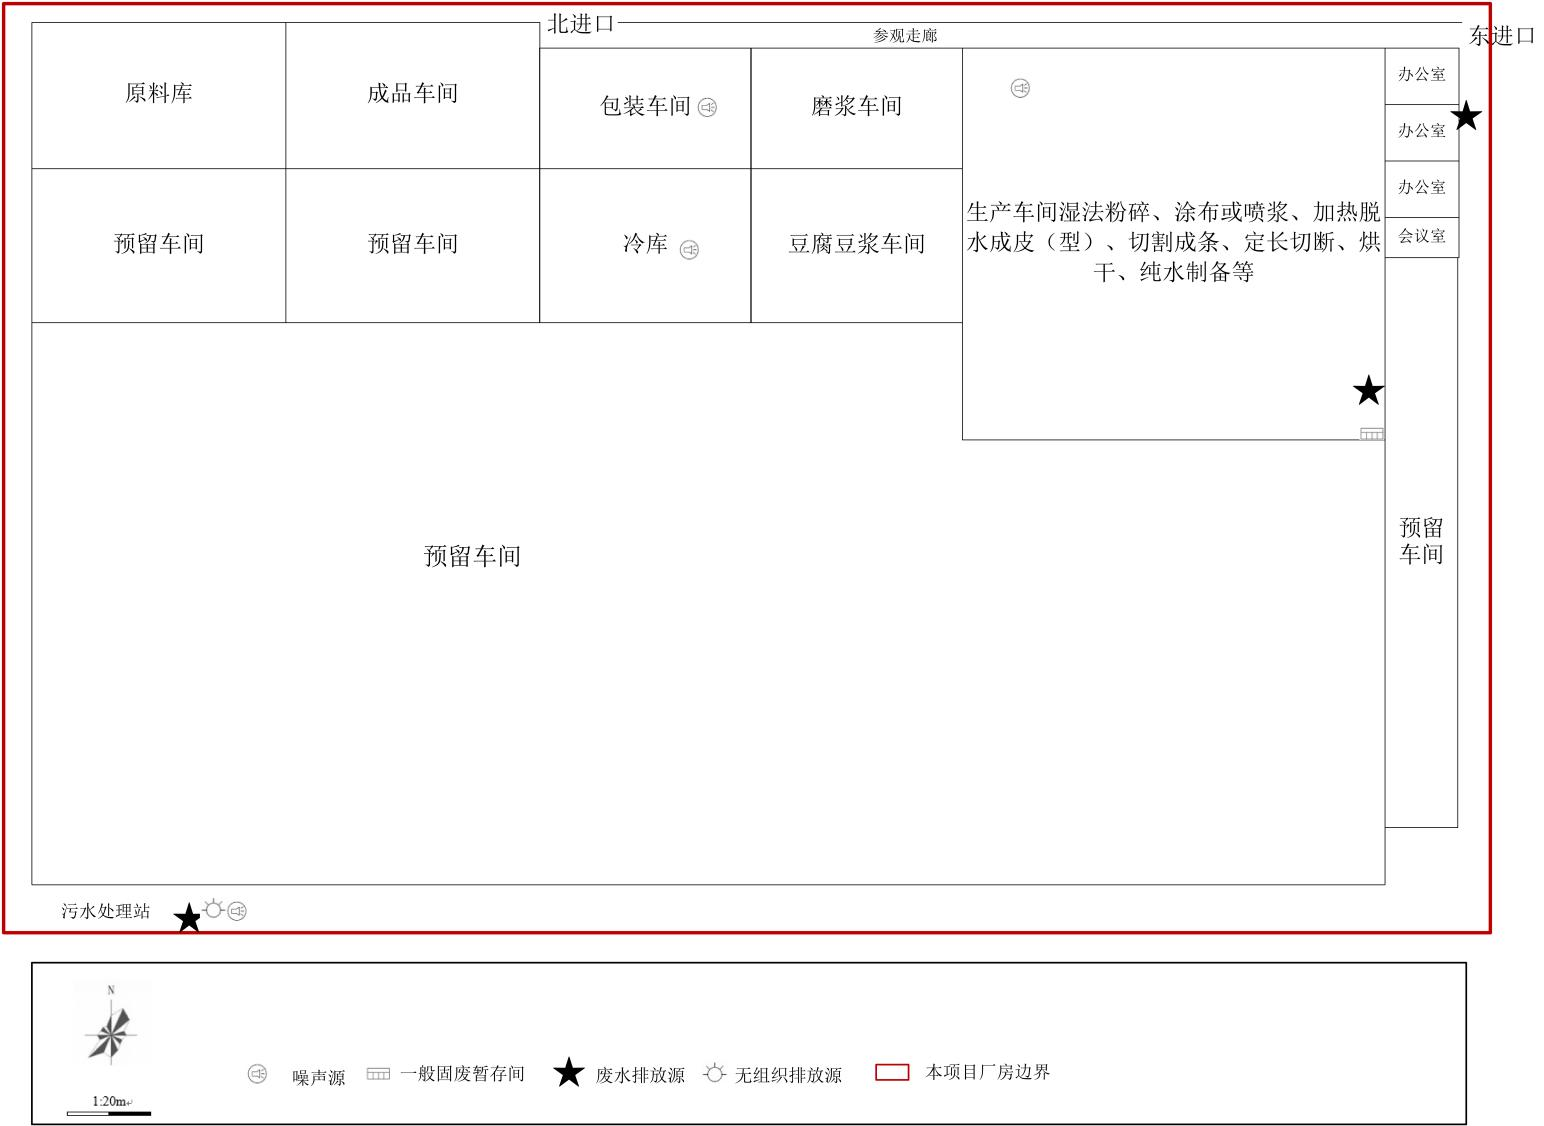 北进口
参观走廊
东进口
原料库
成品车间
包装车间
磨浆车间
办公室
办公室
办公室
会议室
预留车间
预留车间
冷库
豆腐豆浆车间
生产车间湿法粉碎、涂布或喷浆、加热脱
水成皮（型）、切割成条、定长切断、烘
干、纯水制备等
预留车间
预留
车间
污水处理站
N
1:20m
噪声源
一般固废暂存间
废水排放源
无组织排放源
本项目厂房边界